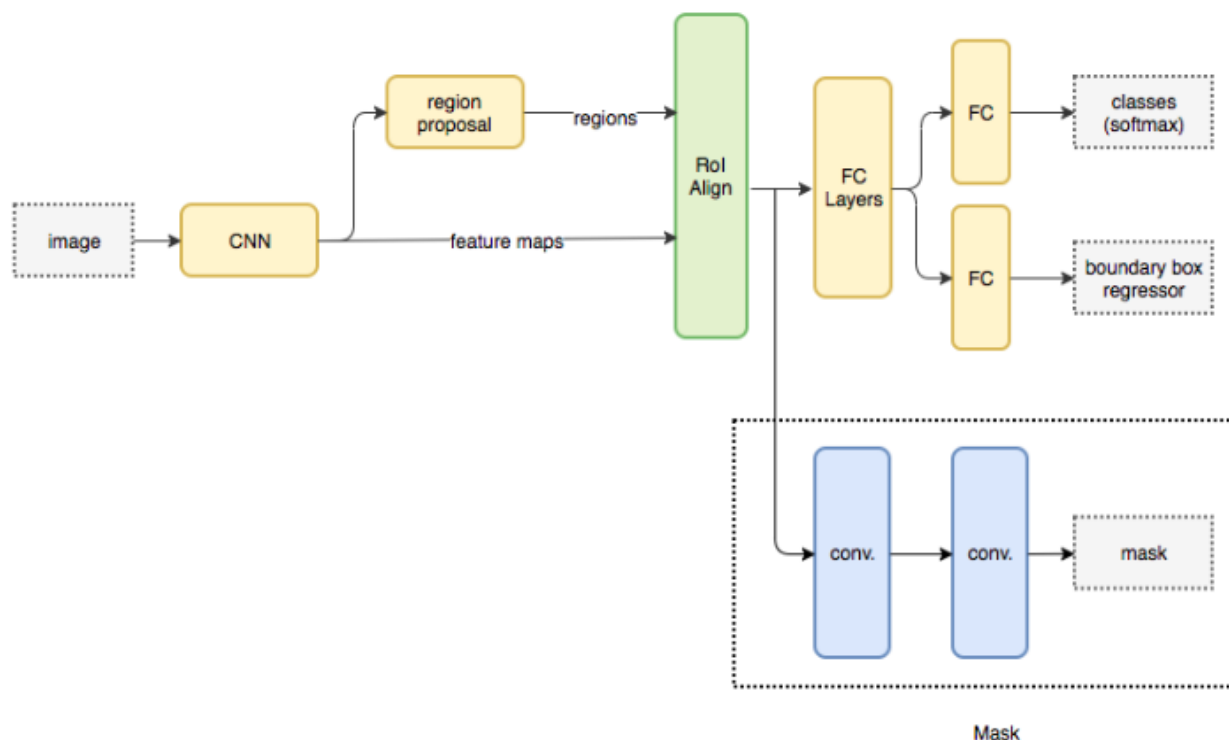 image
CNN
region
proposal
regions
feature maps
RoI
Align
FC
Layers
FC
classes
(softmax)
FC
boundary box
regressor
conv.
conv.
mask
Mask